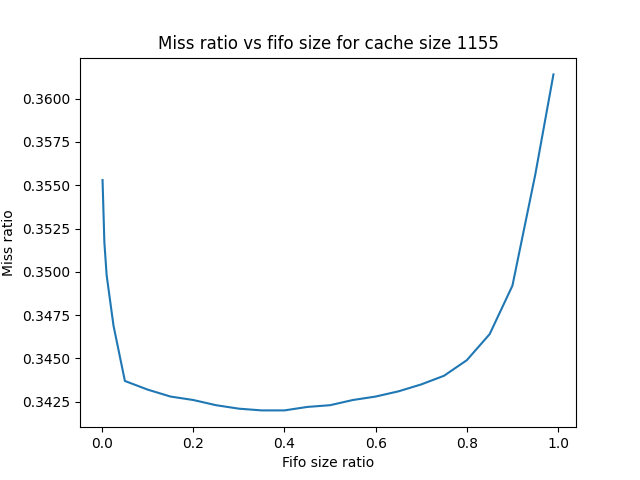 Miss ratio vs fifo size for cache size 1155
0.3600
0.3575
0.3550
0.3525
0.3500
0.3475
0.3450
0.3425
Miss ratio
0.0 0.2 0.4 0.6 0.8 1.0
Fifo size ratio